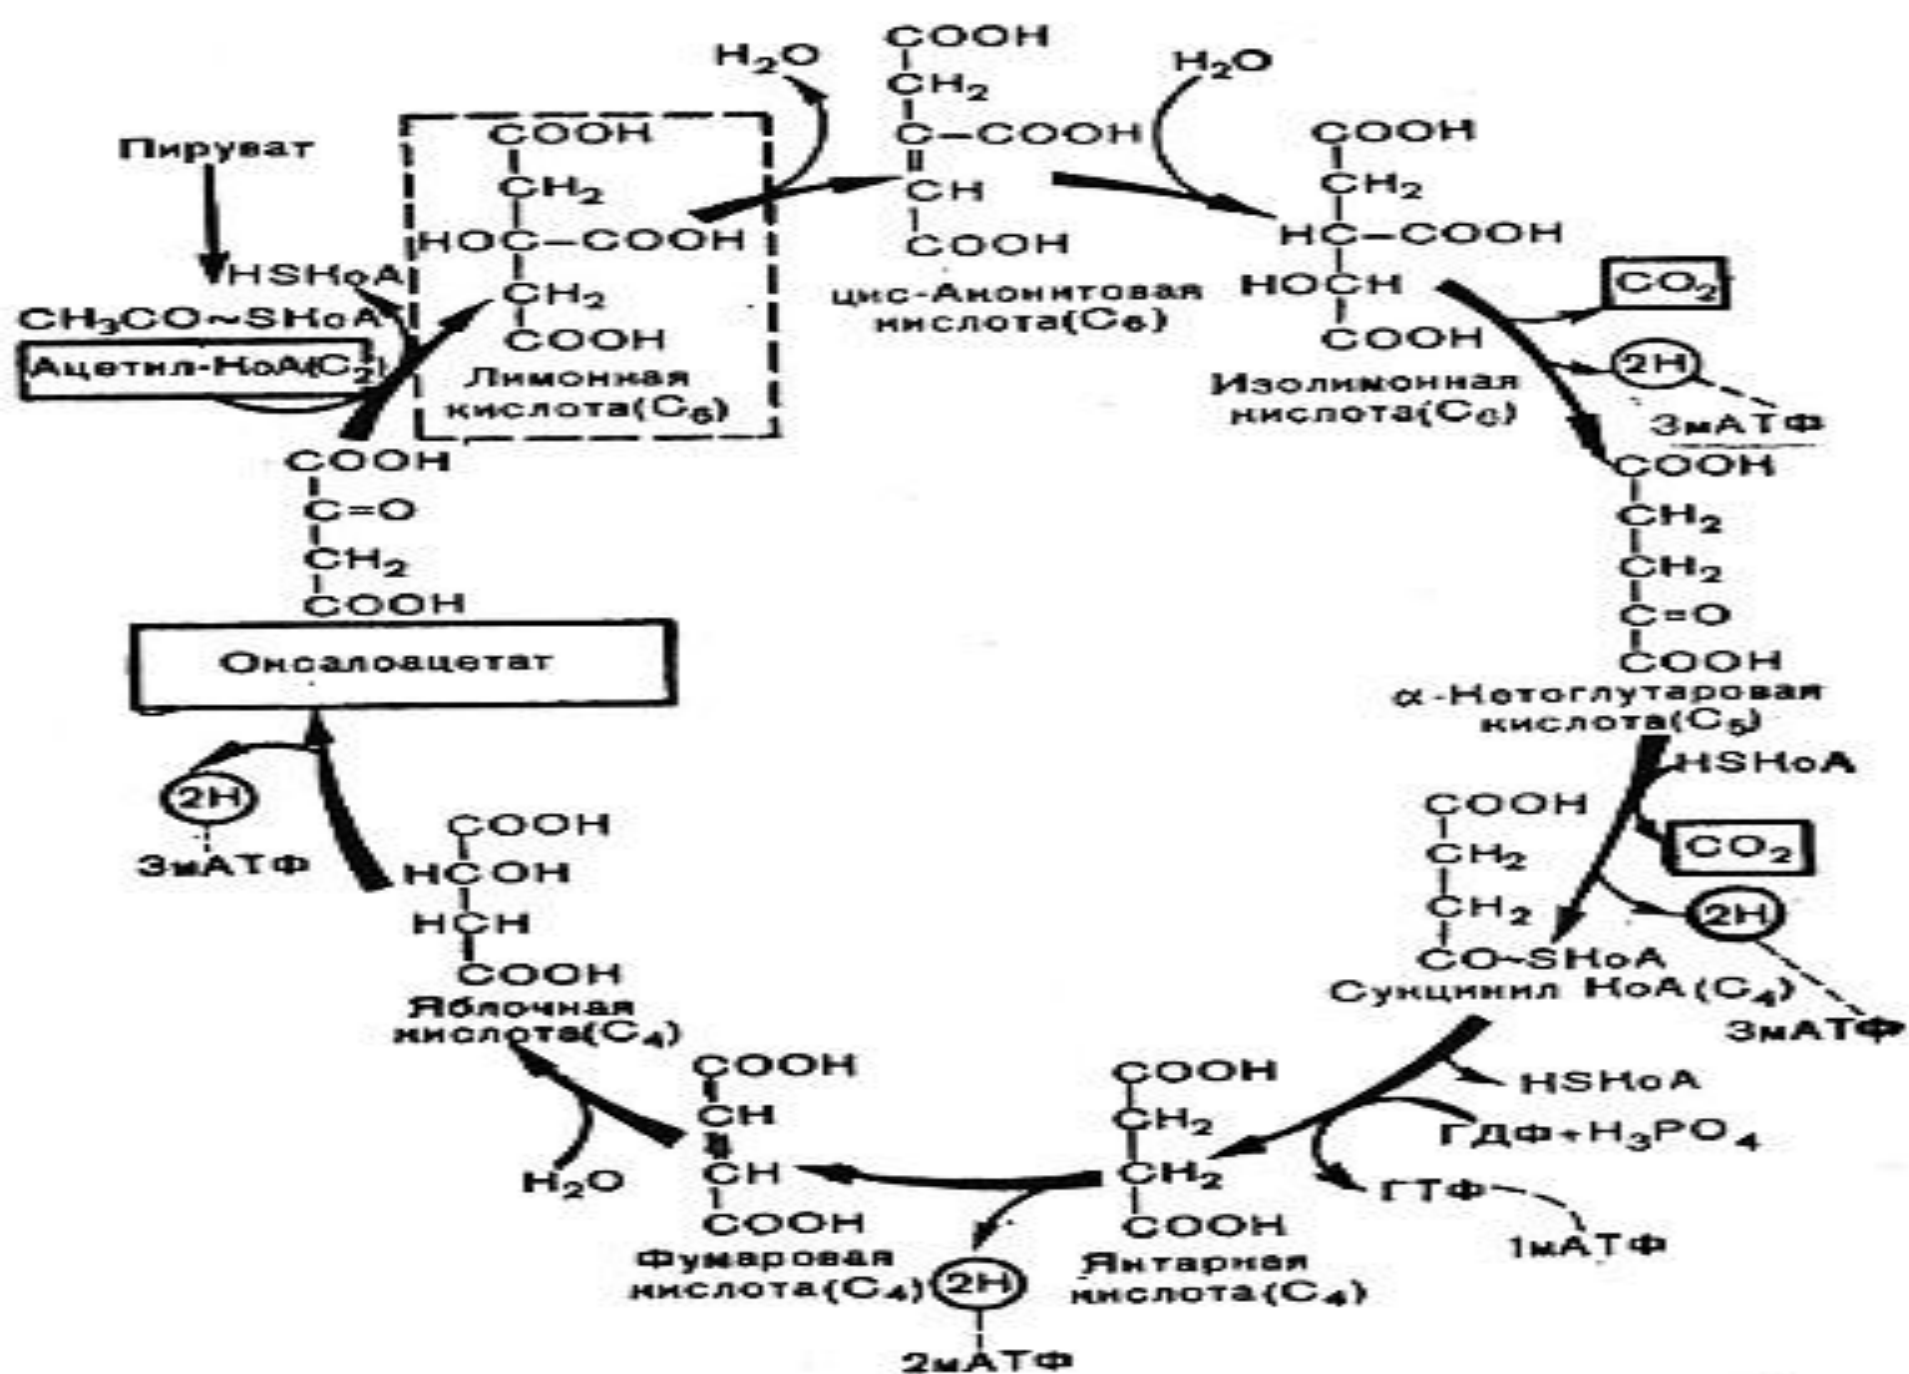 Пируват
HSKoA
CH₃CO~SKoA
Ацетил-KoA(C₂)
COOH
CH₂
HOC–COOH
CH₂
COOH
Лимонная
кислота(C₆)
H₂O
COOH
CH₂
C–COOH
CH
COOH
цис-Аконитовая
кислота(C₆)
H₂O
COOH
CH₂
HC–COOH
HOCH
COOH
Изолимонная
кислота(C₆)
CO₂
2H
3мАТФ
COOH
CH₂
CH₂
C=O
COOH
α-Кетоглутаровая
кислота(C₅)
HSKoA
CO₂
2H
3мАТФ
COOH
CH₂
CH₂
CO~SKoA
Сукцинил KoA(C₄)
HSKoA
ГДФ+H₃PO₄
ГТФ
1мАТФ
COOH
CH₂
CH₂
COOH
Янтарная
кислота(C₄)
2H
2мАТФ
COOH
CH
CH
COOH
Фумаровая
кислота(C₄)
H₂O
COOH
HCOH
HCH
COOH
Яблочная
кислота(C₄)
2H
3мАТФ
COOH
C=O
CH₂
COOH
Оксалоацетат